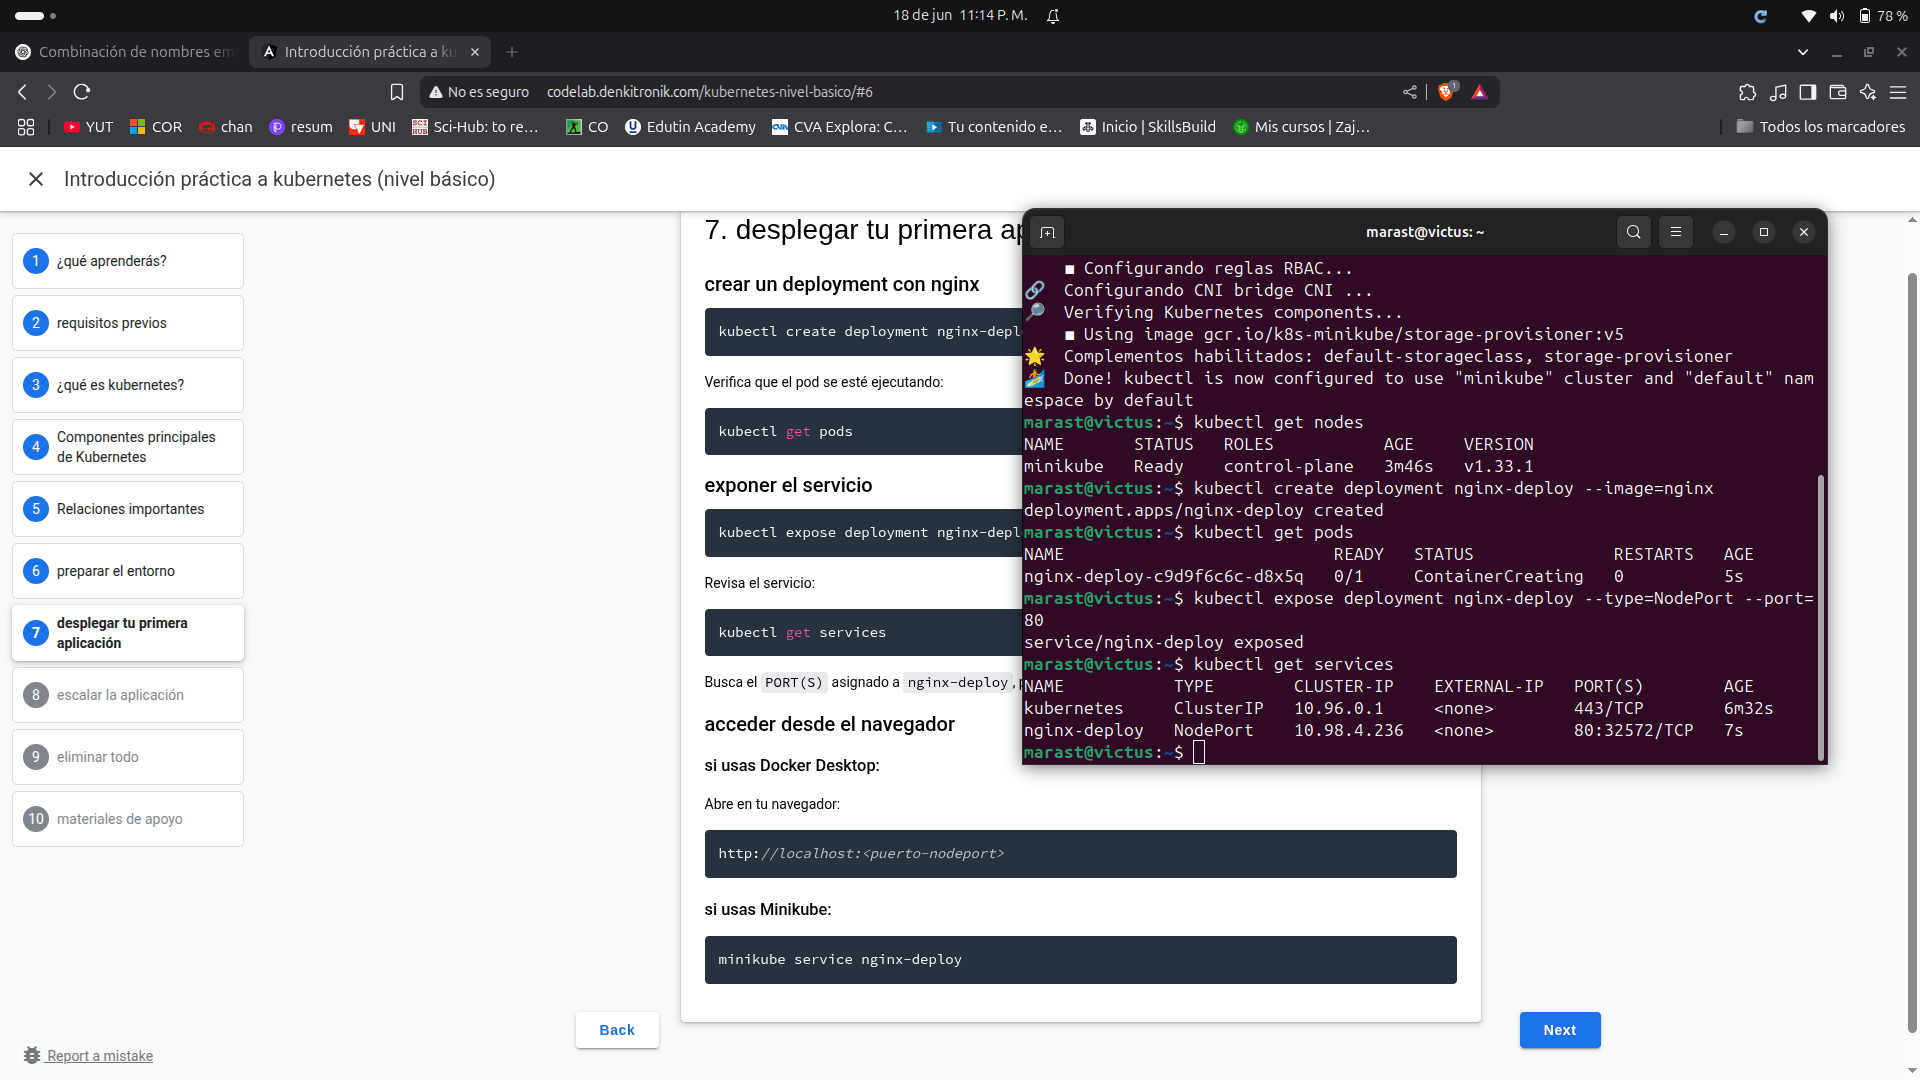 18 de jun 11:14 P. M.
78 %
Combinación de nombres em
Introducción práctica a ku
No es seguro codelab.denkitronik.com/kubernetes-nivel-basico/#6
1
YUT
COR
chan
resum
UNI
Sci-Hub: to re...
CO
Edutin Academy
CVA Explora: C...
Tu contenido e...
Inicio | SkillsBuild
Mis cursos | Zaj...
Todos los marcadores
Introducción práctica a kubernetes (nivel básico)
1 ¿qué aprenderás?
2 requisitos previos
3 ¿qué es kubernetes?
4 Componentes principales
de Kubernetes
5 Relaciones importantes
6 preparar el entorno
7 desplegar tu primera
aplicación
8 escalar la aplicación
9 eliminar todo
10 materiales de apoyo
Report a mistake
7. desplegar tu primera ap
crear un deployment con nginx
kubectl create deployment nginx-depl
Verifica que el pod se esté ejecutando:
kubectl get pods
exponer el servicio
kubectl expose deployment nginx-depl
Revisa el servicio:
kubectl get services
Busca el PORT(S) asignado a nginx-deploy,
acceder desde el navegador
si usas Docker Desktop:
Abre en tu navegador:
http://localhost:<puerto-nodeport>
si usas Minikube:
minikube service nginx-deploy
Back
Next
marast@victus: ~
■ Configurando reglas RBAC...
Configurando CNI bridge CNI ...
Verifying Kubernetes components...
■ Using image gcr.io/k8s-minikube/storage-provisioner:v5
Complementos habilitados: default-storageclass, storage-provisioner
Done! kubectl is now configured to use "minikube" cluster and "default" nam
espace by default
marast@victus:~$ kubectl get nodes
NAME STATUS ROLES AGE VERSION
minikube Ready control-plane 3m46s v1.33.1
marast@victus:~$ kubectl create deployment nginx-deploy --image=nginx
deployment.apps/nginx-deploy created
marast@victus:~$ kubectl get pods
NAME READY STATUS RESTARTS AGE
nginx-deploy-c9d9f6c6c-d8x5q 0/1 ContainerCreating 0 5s
marast@victus:~$ kubectl expose deployment nginx-deploy --type=NodePort --port=
80
service/nginx-deploy exposed
marast@victus:~$ kubectl get services
NAME TYPE CLUSTER-IP EXTERNAL-IP PORT(S) AGE
kubernetes ClusterIP 10.96.0.1 <none> 443/TCP 6m32s
nginx-deploy NodePort 10.98.4.236 <none> 80:32572/TCP 7s
marast@victus:~$